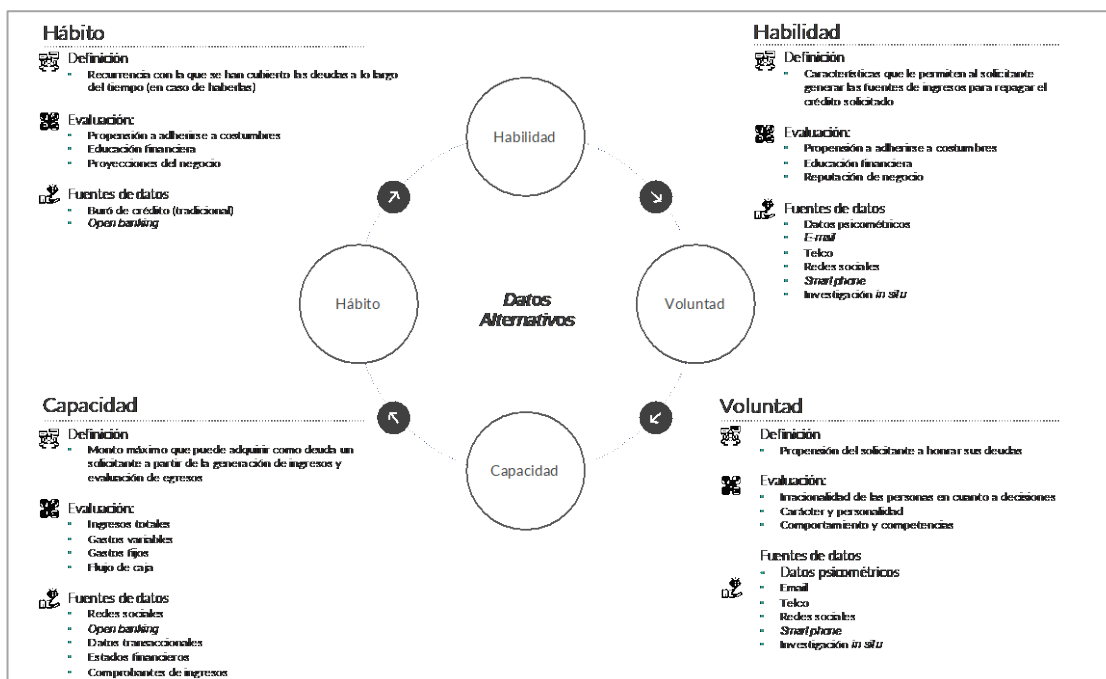 Hábito
Definición
Recurrencia con la que se han cubierto las deudas a lo largo
del tiempo (en caso de haberlas)
Evaluación:
Propensión a adherirse a costumbres
Educación financiera
Proyecciones del negocio
Fuentes de datos
Buró de crédito (tradicional)
Open banking
Habilidad
Definición
Características que le permiten al solicitante
generar las fuentes de ingresos para repagar el
crédito solicitado
Evaluación:
Propensión a adherirse a costumbres
Educación financiera
Reputación de negocio
Fuentes de datos
Datos psicométricos
E-mail
Telco
Redes sociales
Smartphone
Investigación in situ
Habilidad
Hábito
Datos
Alternativos
Voluntad
Capacidad
Capacidad
Definición
Monto máximo que puede adquirir como deuda un
solicitante a partir de la generación de ingresos y
evaluación de egresos
Evaluación:
Ingresos totales
Gastos variables
Gastos fijos
Flujo de caja
Fuentes de datos
Redes sociales
Open banking
Datos transaccionales
Estados financieros
Comprobantes de ingresos
Voluntad
Definición
Propensión del solicitante a honrar sus deudas
Evaluación:
Irracionalidad de las personas en cuanto a decisiones
Carácter y personalidad
Comportamiento y competencias
Fuentes de datos
Datos psicométricos
Email
Telco
Redes sociales
Smartphone
Investigación in situ